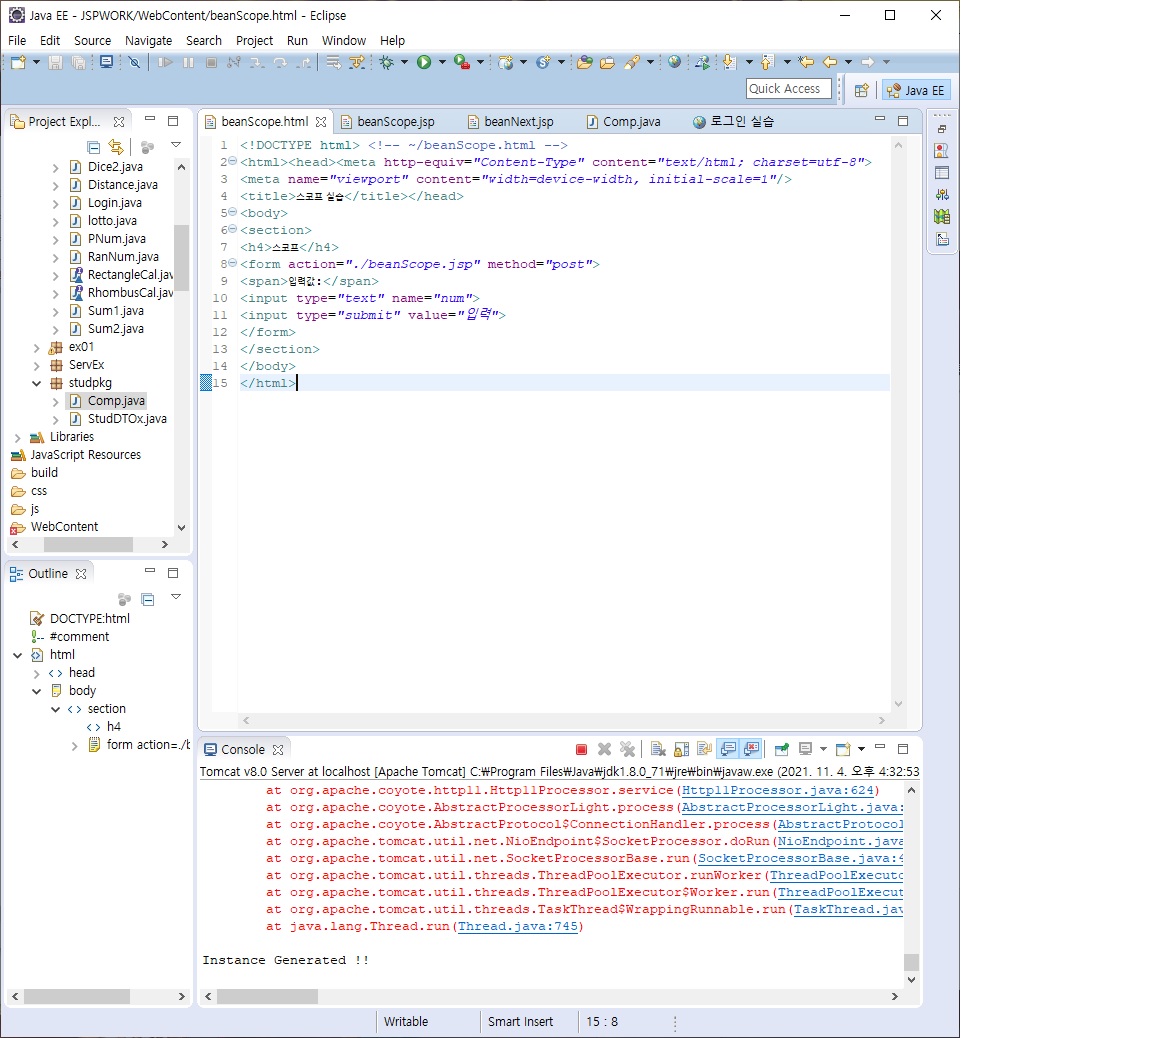 Java EE - JSPWORK/WebContent/beanScope.html - Eclipse
File Edit Source Navigate Search Project Run Window Help
Quick Access
Java EE
Project Expl...
Dice2.java
Distance.java
Login.java
lotto.java
PNum.java
RanNum.java
RectangleCal.jav
RhombusCal.jav
Sum1.java
Sum2.java
ex01
ServEx
studpkg
Comp.java
StudDTOx.java
Libraries
JavaScript Resources
build
css
js
WebContent
Outline
DOCTYPE:html
#comment
html
head
body
section
h4
form action=./b
beanScope.html beanScope.jsp beanNext.jsp Comp.java 로그인 실습
1 <!DOCTYPE html> <!-- ~/beanScope.html -->
2 <html><head><meta http-equiv="Content-Type" content="text/html; charset=utf-8">
3 <meta name="viewport" content="width=device-width, initial-scale=1"/>
4 <title>스코프 실습</title></head>
5 <body>
6 <section>
7 <h4>스코프</h4>
8 <form action="./beanScope.jsp" method="post">
9 <span>입력값:</span>
10 <input type="text" name="num">
11 <input type="submit" value="입력">
12 </form>
13 </section>
14 </body>
15 </html>
Console
Tomcat v8.0 Server at localhost [Apache Tomcat] C:₩Program Files₩Java₩jdk1.8.0_71₩jre₩bin₩javaw.exe (2021. 11. 4. 오후 4:32:53
at org.apache.coyote.http11.Http11Processor.service(Http11Processor.java:624)
at org.apache.coyote.AbstractProcessorLight.process(AbstractProcessorLight.java:
at org.apache.coyote.AbstractProtocol$ConnectionHandler.process(AbstractProtocol
at org.apache.tomcat.util.net.NioEndpoint$SocketProcessor.doRun(NioEndpoint.java
at org.apache.tomcat.util.net.SocketProcessorBase.run(SocketProcessorBase.java:4
at org.apache.tomcat.util.threads.ThreadPoolExecutor.runWorker(ThreadPoolExecuto
at org.apache.tomcat.util.threads.ThreadPoolExecutor$Worker.run(ThreadPoolExecut
at org.apache.tomcat.util.threads.TaskThread$WrappingRunnable.run(TaskThread.jav
at java.lang.Thread.run(Thread.java:745)
Instance Generated !!
Writable Smart Insert 15 : 8